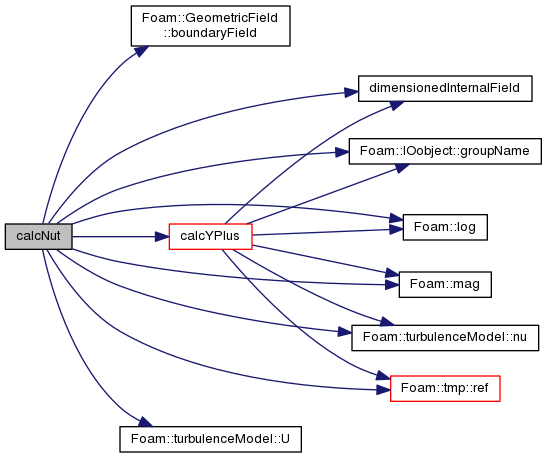 Foam::GeometricField
::boundaryField
dimensionedInternalField
Foam::IOobject::groupName
calcNut
calcYPlus
Foam::log
Foam::mag
Foam::turbulenceModel::nu
Foam::tmp::ref
Foam::turbulenceModel::U